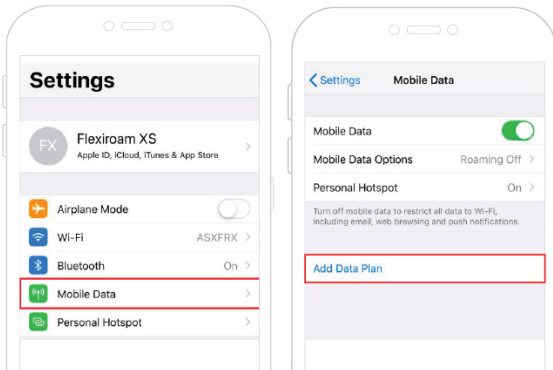 Settings
FX
Flexiroam XS
Apple ID, iCloud, iTunes & App Store
Airplane Mode
Wi-Fi ASXFRX
Bluetooth On
Mobile Data
Personal Hotspot
Settings Mobile Data
Mobile Data
Mobile Data Options Roaming Off
Personal Hotspot On
Turn off mobile data to restrict all data to Wi-Fi,
including email, web browsing and push notifications.
Add Data Plan